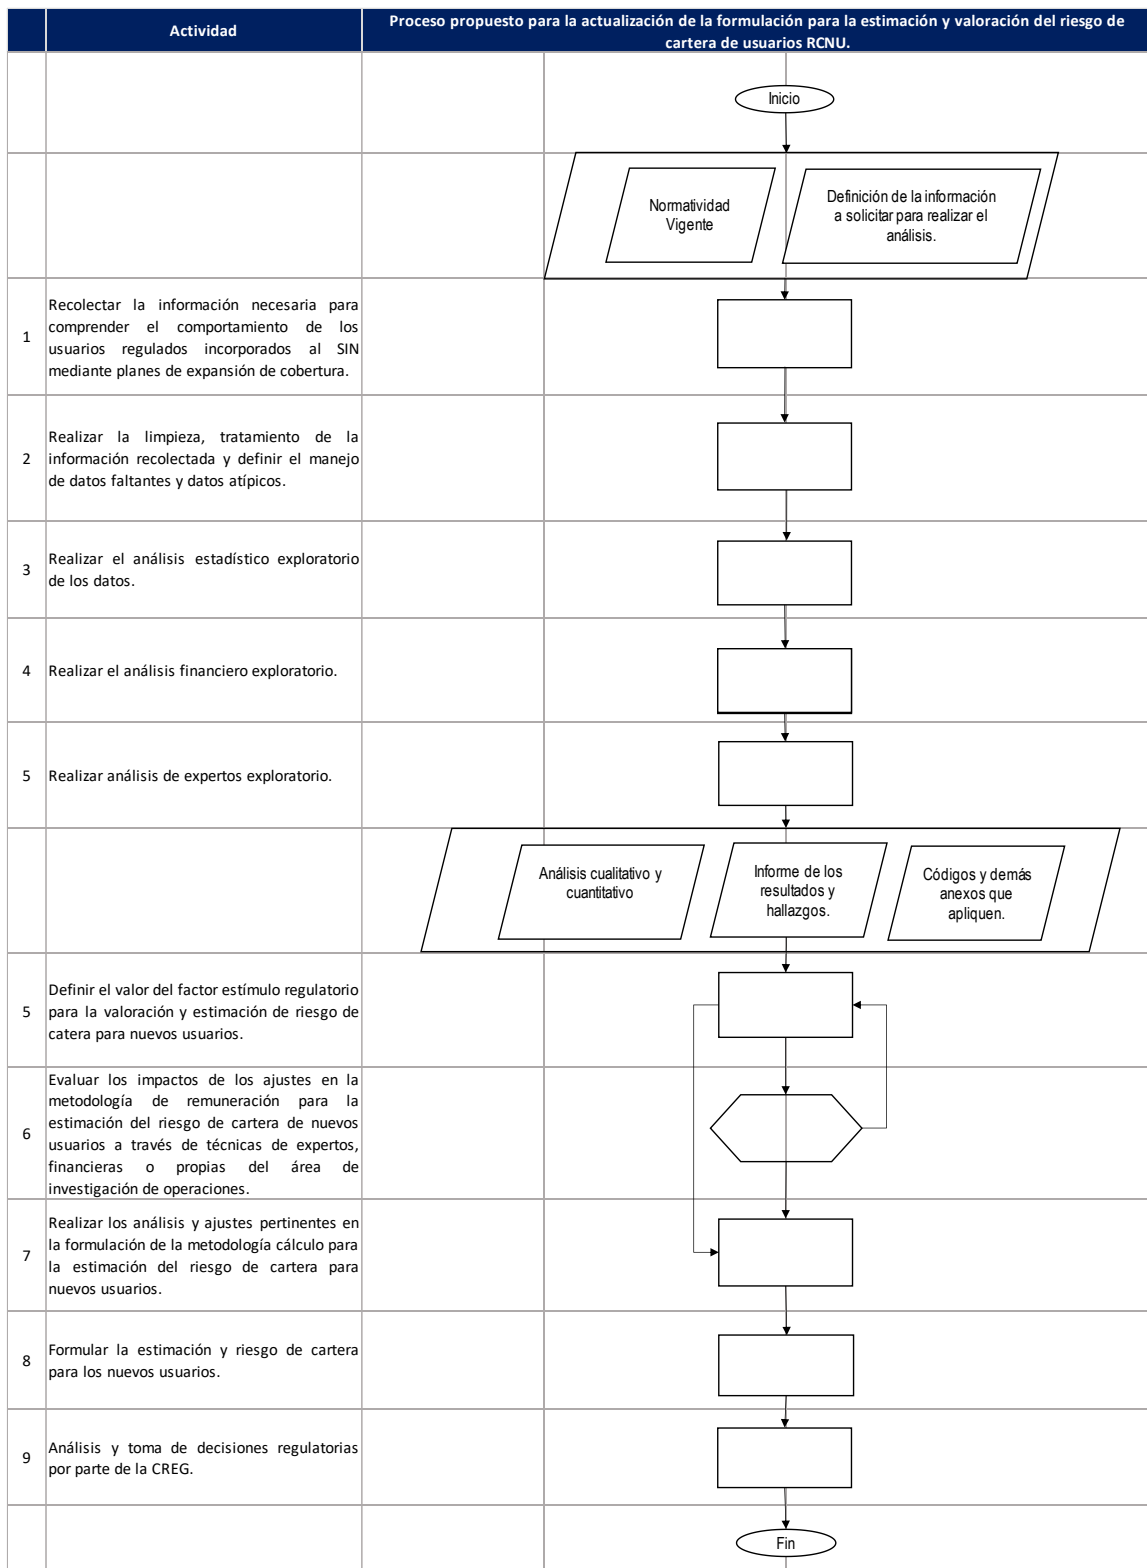 Actividad
Proceso propuesto para la actualización de la formulación para la estimación y valoración del riesgo de
cartera de usuarios RCNU.
Inicio
Normatividad
Vigente
Definición de la información
a solicitar para realizar el
análisis.
1
Recolectar la información necesaria para
comprender el comportamiento de los
usuarios regulados incorporados al SIN
mediante planes de expansión de cobertura.
2
Realizar la limpieza, tratamiento de la
información recolectada y definir el manejo
de datos faltantes y datos atípicos.
3
Realizar el análisis estadístico exploratorio
de los datos.
4
Realizar el análisis financiero exploratorio.
5
Realizar análisis de expertos exploratorio.
Análisis cualitativo y
cuantitativo
Informe de los
resultados y
hallazgos.
Códigos y demás
anexos que
apliquen.
5
Definir el valor del factor estímulo regulatorio
para la valoración y estimación de riesgo de
catera para nuevos usuarios.
6
Evaluar los impactos de los ajustes en la
metodología de remuneración para la
estimación del riesgo de cartera de nuevos
usuarios a través de técnicas de expertos,
financieras o propias del área de
investigación de operaciones.
7
Realizar los análisis y ajustes pertinentes en
la formulación de la metodología cálculo para
la estimación del riesgo de cartera para
nuevos usuarios.
8
Formular la estimación y riesgo de cartera
para los nuevos usuarios.
9
Análisis y toma de decisiones regulatorias
por parte de la CREG.
Fin